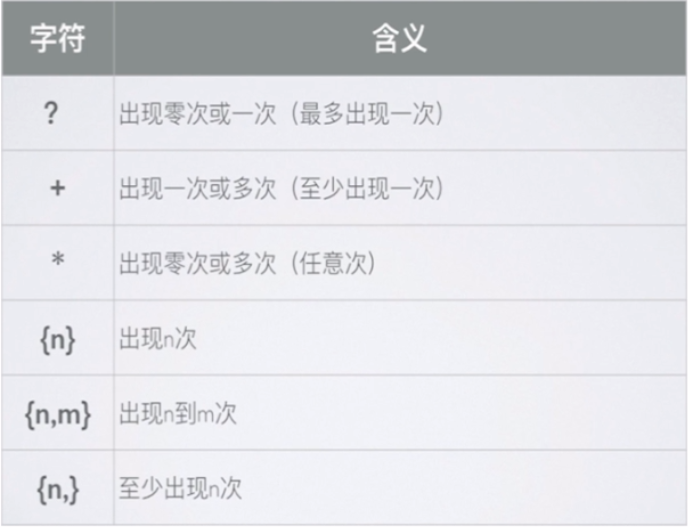 字符 含义
? 出现零次或一次（最多出现一次）
+ 出现一次或多次（至少出现一次）
* 出现零次或多次（任意次）
{n} 出现n次
{n,m} 出现n到m次
{n,} 至少出现n次